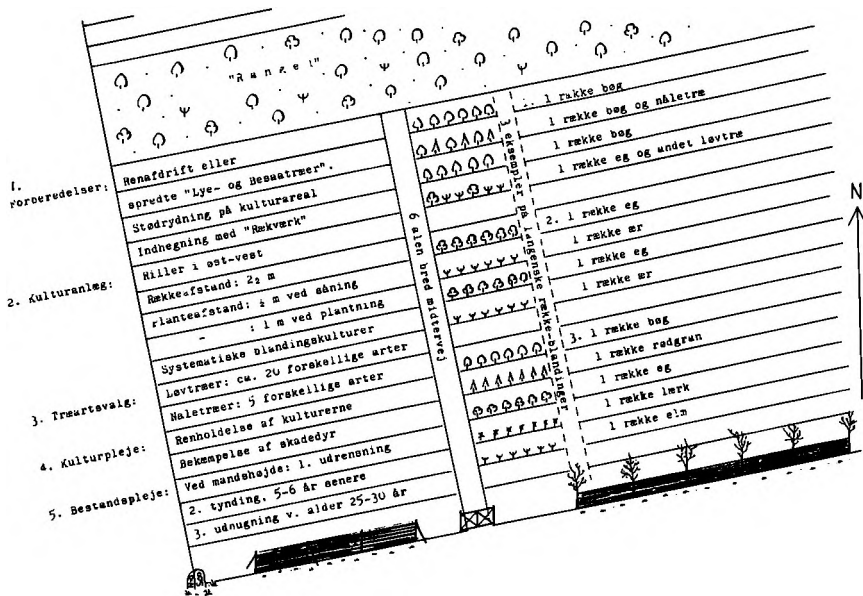 "Rankel"
1.
Forberedelser:
Renafdrift eller
spredte "Lye- og Besaatræer".
Stødrydning på kulturareal
Indhegning med "Rækværk"
2. Kulturanlæg:
Riller i øst-vest
Rækkeafstand: 2½ m
Planteafstand: ½ m ved såning
- : 1 m ved plantning
Systematiske blandingskulturer
3. Træartsvalg:
Løvtræer: ca. 20 forskellige arter
Naletræer: 5 forskellige arter
4. Kulturpleje:
Renholdelse af kulturerne
Bekæmpelse af skadedyr
5. Bestandspleje:
Ved mandshøjde: 1. udrensning
2. tynding, 5-6 år senere
3. udhugning v. alder 25-30 år
6 alen bred midtervej
3 eksempler på langenske række-blandinger
1. 1 række bøg
1 række bøg og nåletræ
1 række bøg
1 række eg og andet løvtræ
2. 1 række eg
1 række ær
1 række eg
1 række ær
3. 1 række bøg
1 række rødgran
1 række eg
1 række lærk
1 række elm
N